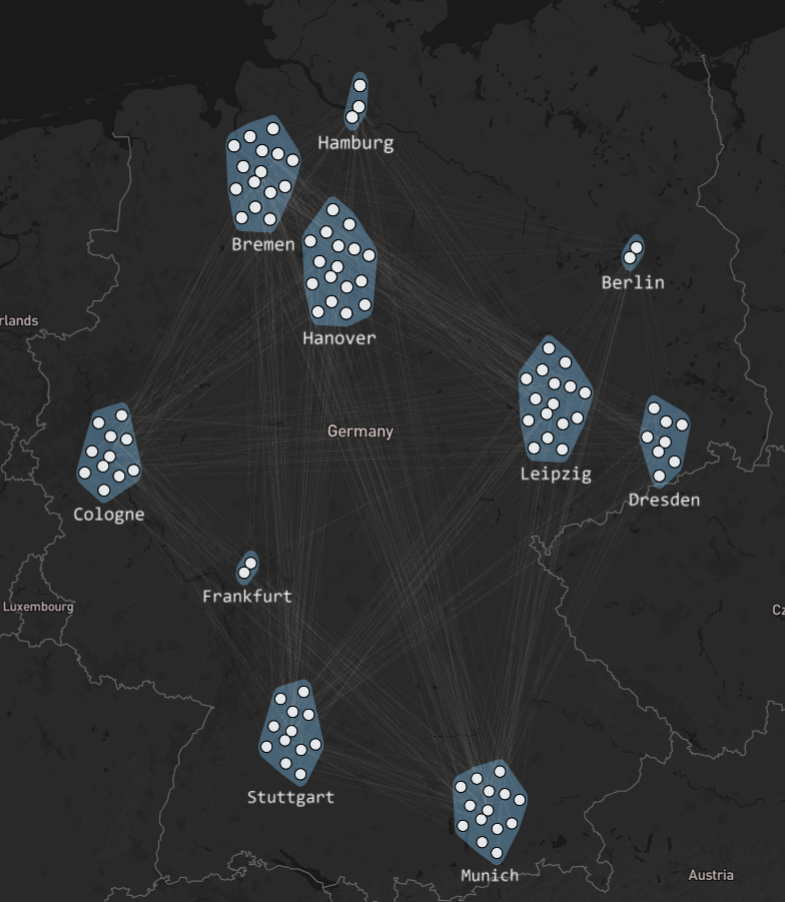 Hamburg
Bremen
Berlin
rlands
Hanover
Germany
Leipzig
Dresden
Cologne
Frankfurt
Luxembourg
Cz
Stuttgart
Munich
Austria